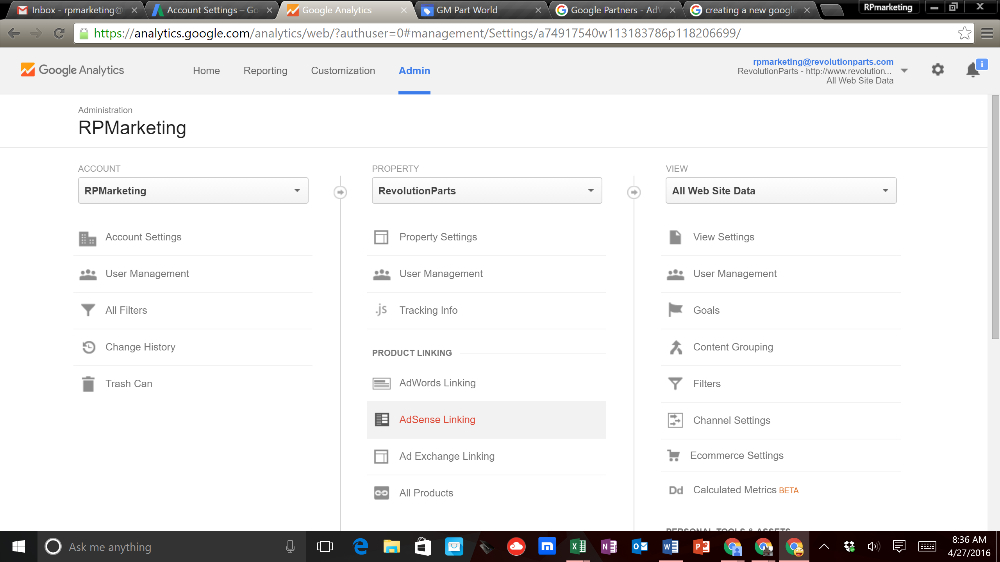 Inbox - rpmarketing@
Account Settings – Go
Google Analytics
GM Part World
Google Partners - AdW
creating a new google
RPmarketing
https://analytics.google.com/analytics/web/?authuser=0#management/Settings/a74917540w113183786p118206699/
Google Analytics
Home
Reporting
Customization
Admin
rpmarketing@revolutionparts.com
RevolutionParts - http://www.revolution...
All Web Site Data
Administration
RPMarketing
ACCOUNT
RPMarketing
Account Settings
User Management
All Filters
Change History
Trash Can
PROPERTY
RevolutionParts
Property Settings
User Management
.js Tracking Info
PRODUCT LINKING
AdWords Linking
AdSense Linking
Ad Exchange Linking
All Products
VIEW
All Web Site Data
View Settings
User Management
Goals
Content Grouping
Filters
Channel Settings
Ecommerce Settings
Dd Calculated Metrics BETA
PERSONAL TOOLS & ASSETS
Ask me anything
8:36 AM
4/27/2016